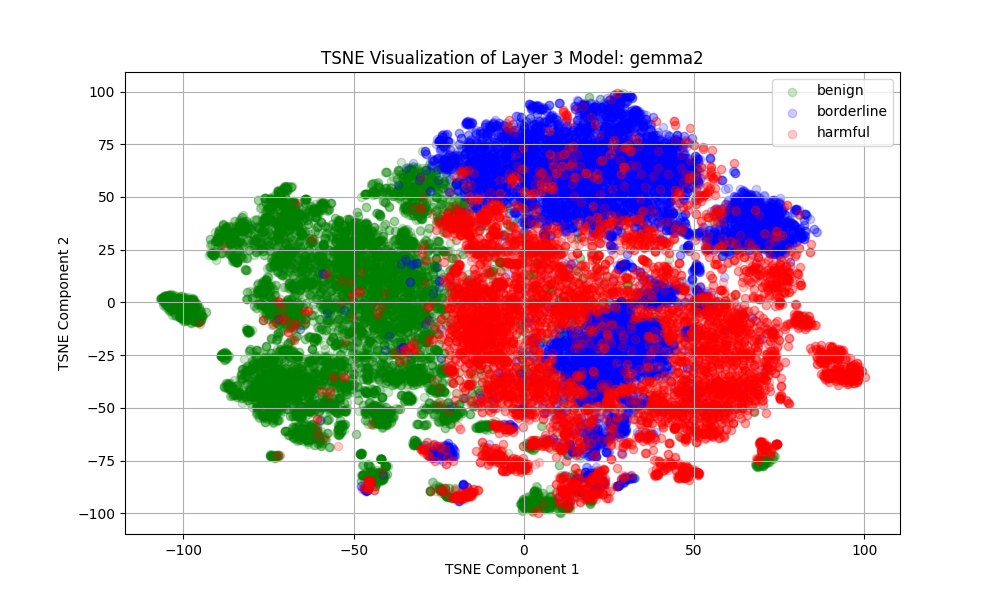 TSNE Visualization of Layer 3 Model: gemma2
benign
borderline
harmful
100
75
50
25
0
−25
−50
−75
−100
TSNE Component 2
−100
−50
0
50
100
TSNE Component 1